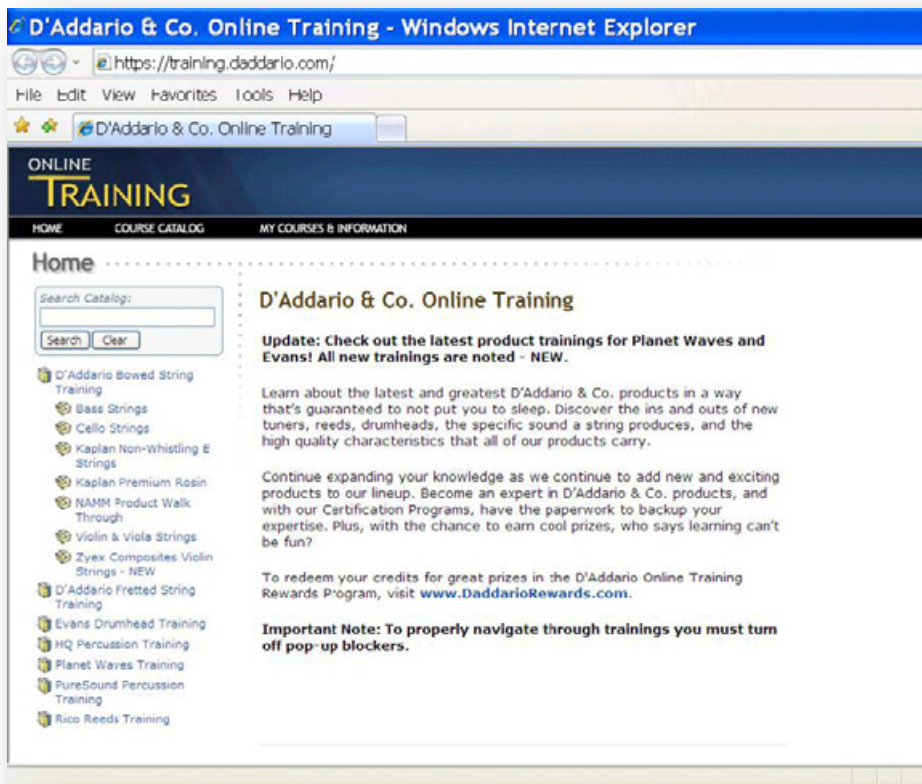 D'Addario & Co. Online Training - Windows Internet Explorer
https://training.daddario.com/
File Edit View Favorites Tools Help
D'Addario & Co. Online Training
ONLINE
TRAINING
HOME COURSE CATALOG MY COURSES & INFORMATION
Home
Search Catalog:
Search Clear
D'Addario Bowed String
Training
Bass Strings
Cello Strings
Kaplan Non-Whistling E
Strings
Kaplan Premium Rosin
NAMM Product Walk
Through
Violin & Viola Strings
Zyex Composites Violin
Strings - NEW
D'Addario Fretted String
Training
Evans Drumhead Training
HQ Percussion Training
Planet Waves Training
PureSound Percussion
Training
Rico Reeds Training
D'Addario & Co. Online Training
Update: Check out the latest product trainings for Planet Waves and
Evans! All new trainings are noted - NEW.
Learn about the latest and greatest D'Addario & Co. products in a way
that's guaranteed to not put you to sleep. Discover the ins and outs of new
tuners, reeds, drumheads, the specific sound a string produces, and the
high quality characteristics that all of our products carry.
Continue expanding your knowledge as we continue to add new and exciting
products to our lineup. Become an expert in D'Addario & Co. products, and
with our Certification Programs, have the paperwork to backup your
expertise. Plus, with the chance to earn cool prizes, who says learning can't
be fun?
To redeem your credits for great prizes in the D'Addario Online Training
Rewards Program, visit www.DaddarioRewards.com.
Important Note: To properly navigate through trainings you must turn
off pop-up blockers.